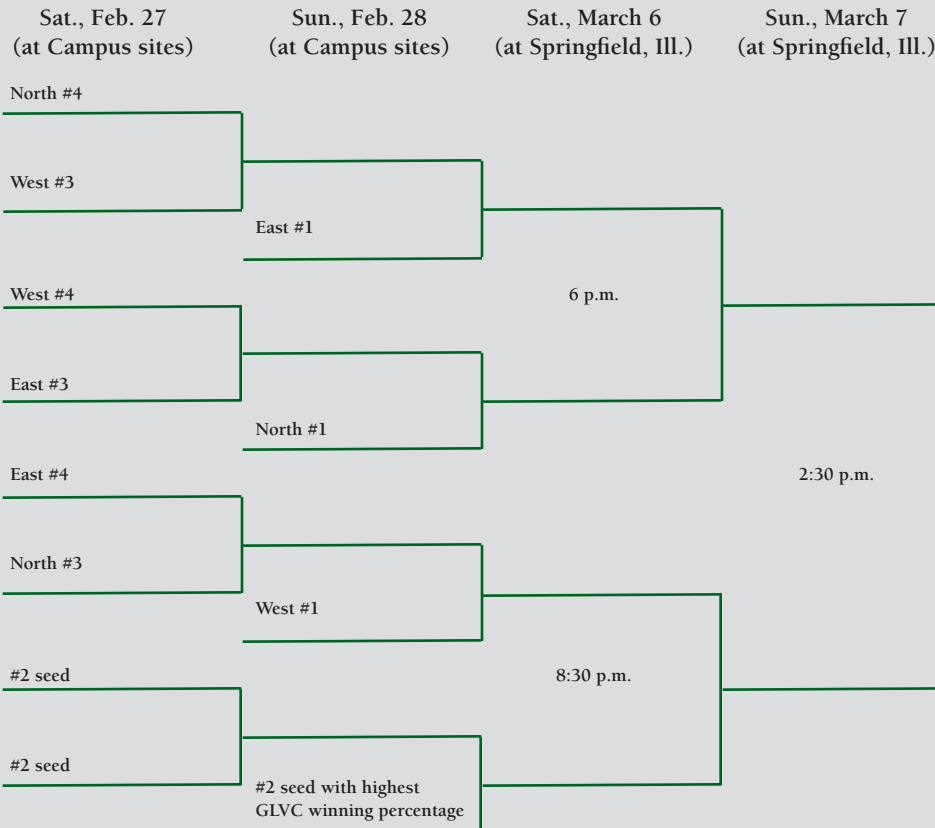 Sat., Feb. 27
(at Campus sites)
Sun., Feb. 28
(at Campus sites)
Sat., March 6
(at Springfield, Ill.)
Sun., March 7
(at Springfield, Ill.)
North #4
West #3
East #1
West #4
6 p.m.
East #3
North #1
East #4
2:30 p.m.
North #3
West #1
#2 seed
8:30 p.m.
#2 seed
#2 seed with highest
GLVC winning percentage